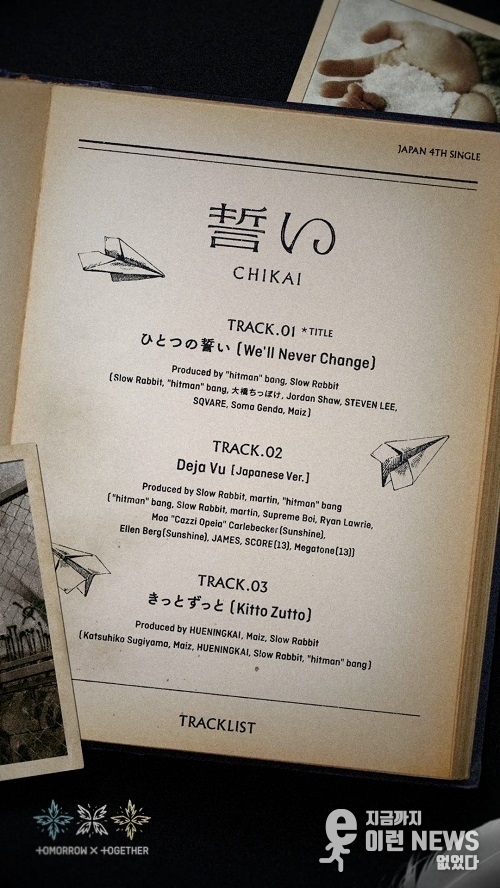 JAPAN 4TH SINGLE
誓い
CHIKAI
TRACK.01 *TITLE
ひとつの誓い (We'll Never Change)
Produced by "hitman" bang, Slow Rabbit
(Slow Rabbit, "hitman" bang, 大橋ちっぽけ, Jordan Shaw, STEVEN LEE,
SQVARE, Soma Genda, Maiz)
TRACK.02
Deja Vu [Japanese Ver.]
Produced by Slow Rabbit, martin, "hitman" bang
("hitman" bang, Slow Rabbit, martin, Supreme Boi, Ryan Lawrie,
Moa "Cazzi Opeia" Carlebecker(Sunshine),
Ellen Berg(Sunshine), JAMES, SCORE(13), Megatone(13))
TRACK.03
きっとずっと (Kitto Zutto)
Produced by HUENINGKAI, Maiz, Slow Rabbit
(Katsuhiko Sugiyama, Maiz, HUENINGKAI, Slow Rabbit, "hitman" bang)
TRACKLIST
TOMORROW X TOGETHER
지금까지
이런 NEWS
없었다